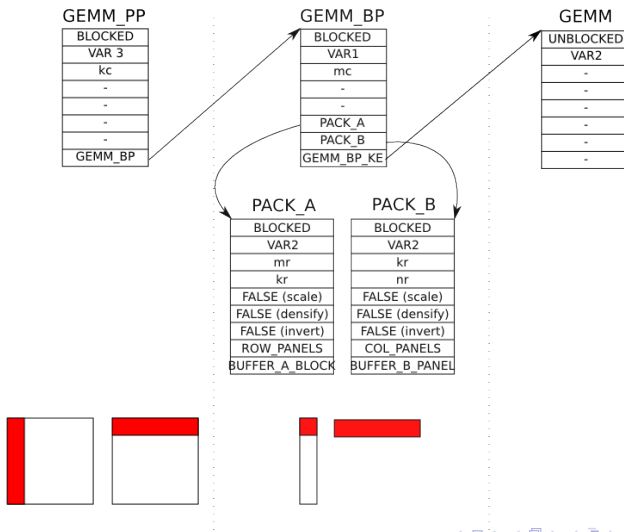 GEMM_PP
BLOCKED
VAR 3
kc
-
-
-
-
GEMM_BP
GEMM_BP
BLOCKED
VAR1
mc
-
-
PACK_A
PACK_B
GEMM_BP_KE
GEMM
UNBLOCKED
VAR2
-
-
-
-
-
-
PACK_A
BLOCKED
VAR2
mr
kr
FALSE (scale)
FALSE (densify)
FALSE (invert)
ROW_PANELS
BUFFER_A_BLOCK
PACK_B
BLOCKED
VAR2
kr
nr
FALSE (scale)
FALSE (densify)
FALSE (invert)
COL_PANELS
BUFFER_B_PANEL